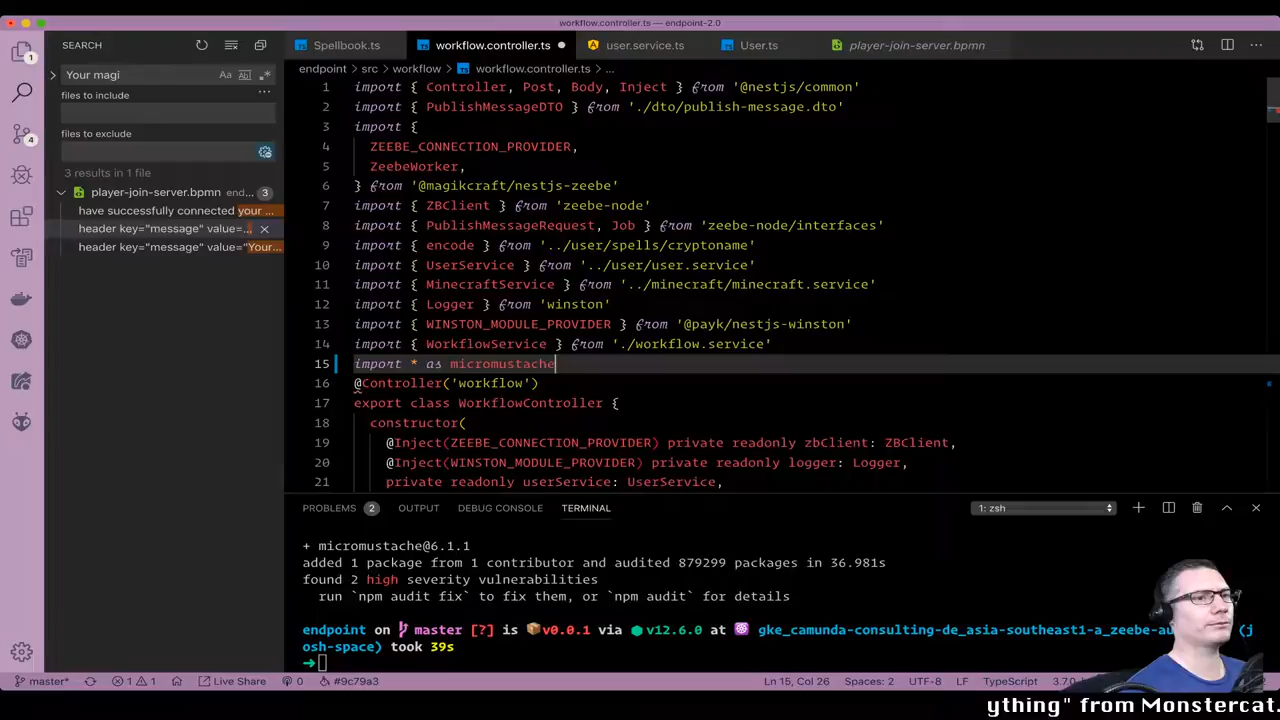 workflow.controller.ts — endpoint-2.0
SEARCH
Spellbook.ts
workflow.controller.ts
user.service.ts
User.ts
player-join-server.bpmn
1
Your magi
files to include
files to exclude
3 results in 1 file
player-join-server.bpmn end... 3
have successfully connected your ...
header key="message" value=...
header key="message" value="Your...
4
endpoint › src › workflow › workflow.controller.ts › ...
1 import { Controller, Post, Body, Inject } from '@nestjs/common'
2 import { PublishMessageDTO } from './dto/publish-message.dto'
3 import {
4 ZEEBE_CONNECTION_PROVIDER,
5 ZeebeWorker,
6 } from '@magikcraft/nestjs-zeebe'
7 import { ZBClient } from 'zeebe-node'
8 import { PublishMessageRequest, Job } from 'zeebe-node/interfaces'
9 import { encode } from '../user/spells/cryptoname'
10 import { UserService } from '../user/user.service'
11 import { MinecraftService } from '../minecraft/minecraft.service'
12 import { Logger } from 'winston'
13 import { WINSTON_MODULE_PROVIDER } from '@payk/nestjs-winston'
14 import { WorkflowService } from './workflow.service'
15 import * as micromustache
16 @Controller('workflow')
17 export class WorkflowController {
18 constructor(
19 @Inject(ZEEBE_CONNECTION_PROVIDER) private readonly zbClient: ZBClient,
20 @Inject(WINSTON_MODULE_PROVIDER) private readonly logger: Logger,
21 private readonly userService: UserService,
PROBLEMS 2 OUTPUT DEBUG CONSOLE TERMINAL 1: zsh
+ micromustache@6.1.1
added 1 package from 1 contributor and audited 879299 packages in 36.981s
found 2 high severity vulnerabilities
run `npm audit fix` to fix them, or `npm audit` for details
endpoint on master [?] is v0.0.1 via v12.6.0 at gke_camunda-consulting-de_asia-southeast1-a_zeebe-au (j
osh-space) took 39s
master* 1 1 Live Share 0 #9c79a3 Ln 15, Col 26 Spaces: 2 UTF-8 LF TypeScript 3.7.0
ything" from Monstercat.